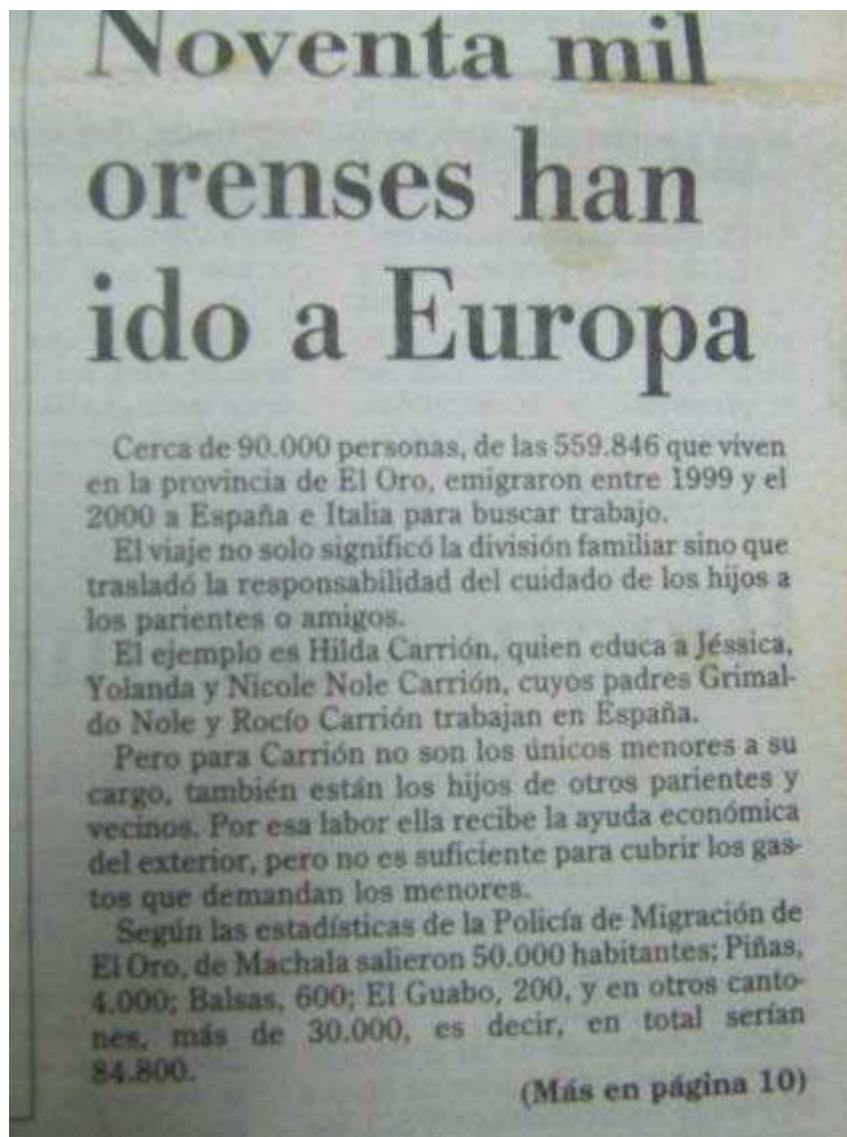 Noventa mil
orenses han
ido a Europa
Cerca de 90.000 personas, de las 559.846 que viven
en la provincia de El Oro, emigraron entre 1999 y el
2000 a España e Italia para buscar trabajo.
El viaje no solo significó la división familiar sino que
trasladó la responsabilidad del cuidado de los hijos a
los parientes o amigos.
El ejemplo es Hilda Carrión, quien educa a Jéssica,
Yolanda y Nicole Nole Carrión, cuyos padres Grimal-
do Nole y Rocío Carrión trabajan en España.
Pero para Carrión no son los únicos menores a su
cargo, también están los hijos de otros parientes y
vecinos. Por esa labor ella recibe la ayuda económica
del exterior, pero no es suficiente para cubrir los gas-
tos que demandan los menores.
Según las estadísticas de la Policía de Migración de
El Oro, de Machala salieron 50.000 habitantes; Piñas,
4.000; Balsas, 600; El Guabo, 200, y en otros canto-
nes, más de 30.000, es decir, en total serían
84.800.
(Más en página 10)